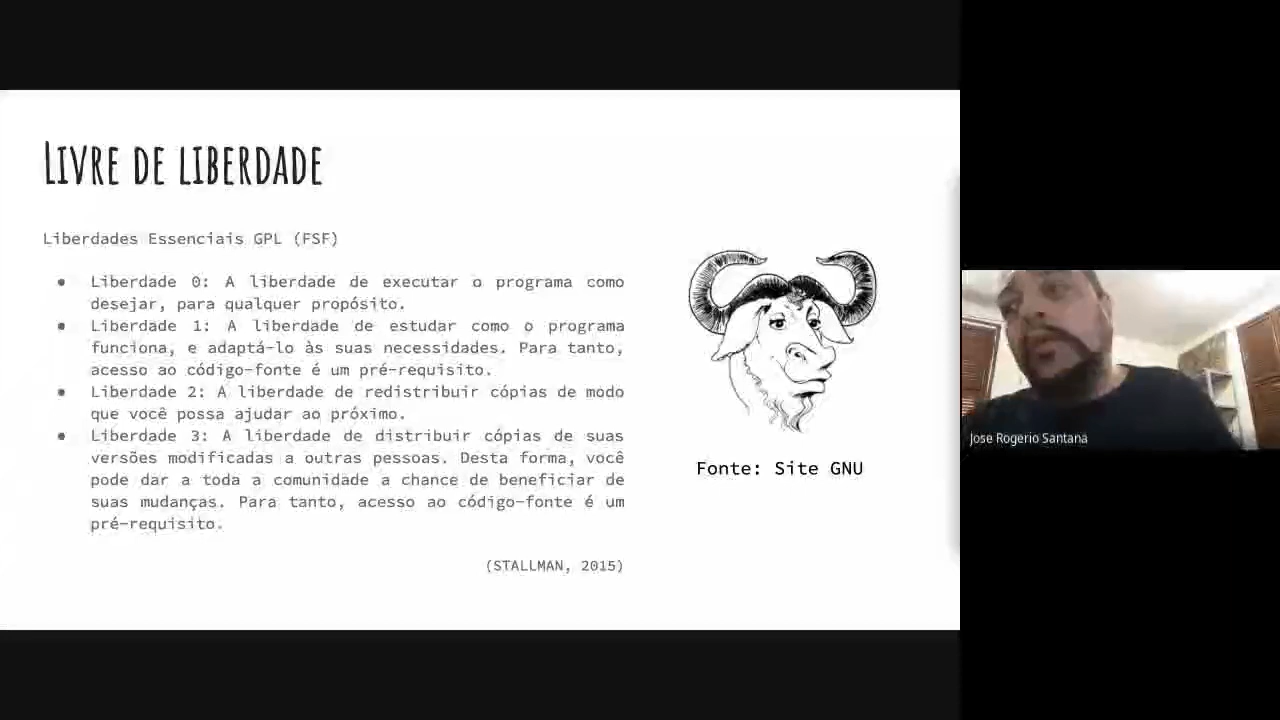 LIVRE DE LIBERDADE
Liberdades Essenciais GPL (FSF)
● Liberdade 0: A liberdade de executar o programa como
desejar, para qualquer propósito.
● Liberdade 1: A liberdade de estudar como o programa
funciona, e adaptá-lo às suas necessidades. Para tanto,
acesso ao código-fonte é um pré-requisito.
● Liberdade 2: A liberdade de redistribuir cópias de modo
que você possa ajudar ao próximo.
● Liberdade 3: A liberdade de distribuir cópias de suas
versões modificadas a outras pessoas. Desta forma, você
pode dar a toda a comunidade a chance de beneficiar de
suas mudanças. Para tanto, acesso ao código-fonte é um
pré-requisito.
(STALLMAN, 2015)
Fonte: Site GNU
Jose Rogerio Santana